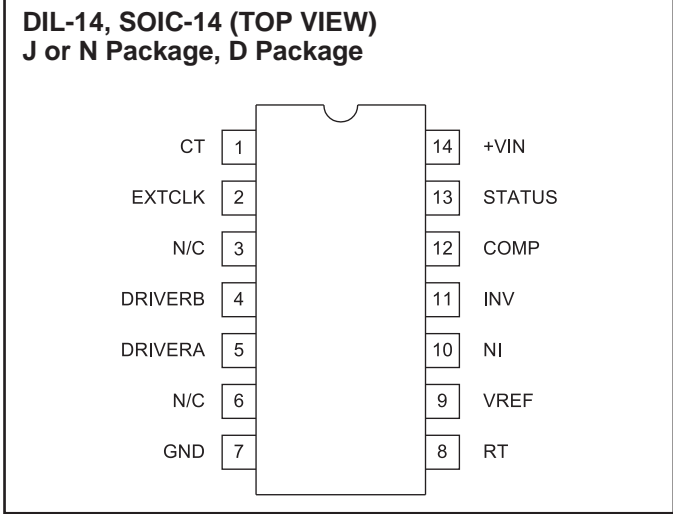 DIL-14, SOIC-14 (TOP VIEW)
J or N Package, D Package
CT 1 14 +VIN
EXTCLK 2 13 STATUS
N/C 3 12 COMP
DRIVERB 4 11 INV
DRIVERA 5 10 NI
N/C 6 9 VREF
GND 7 8 RT